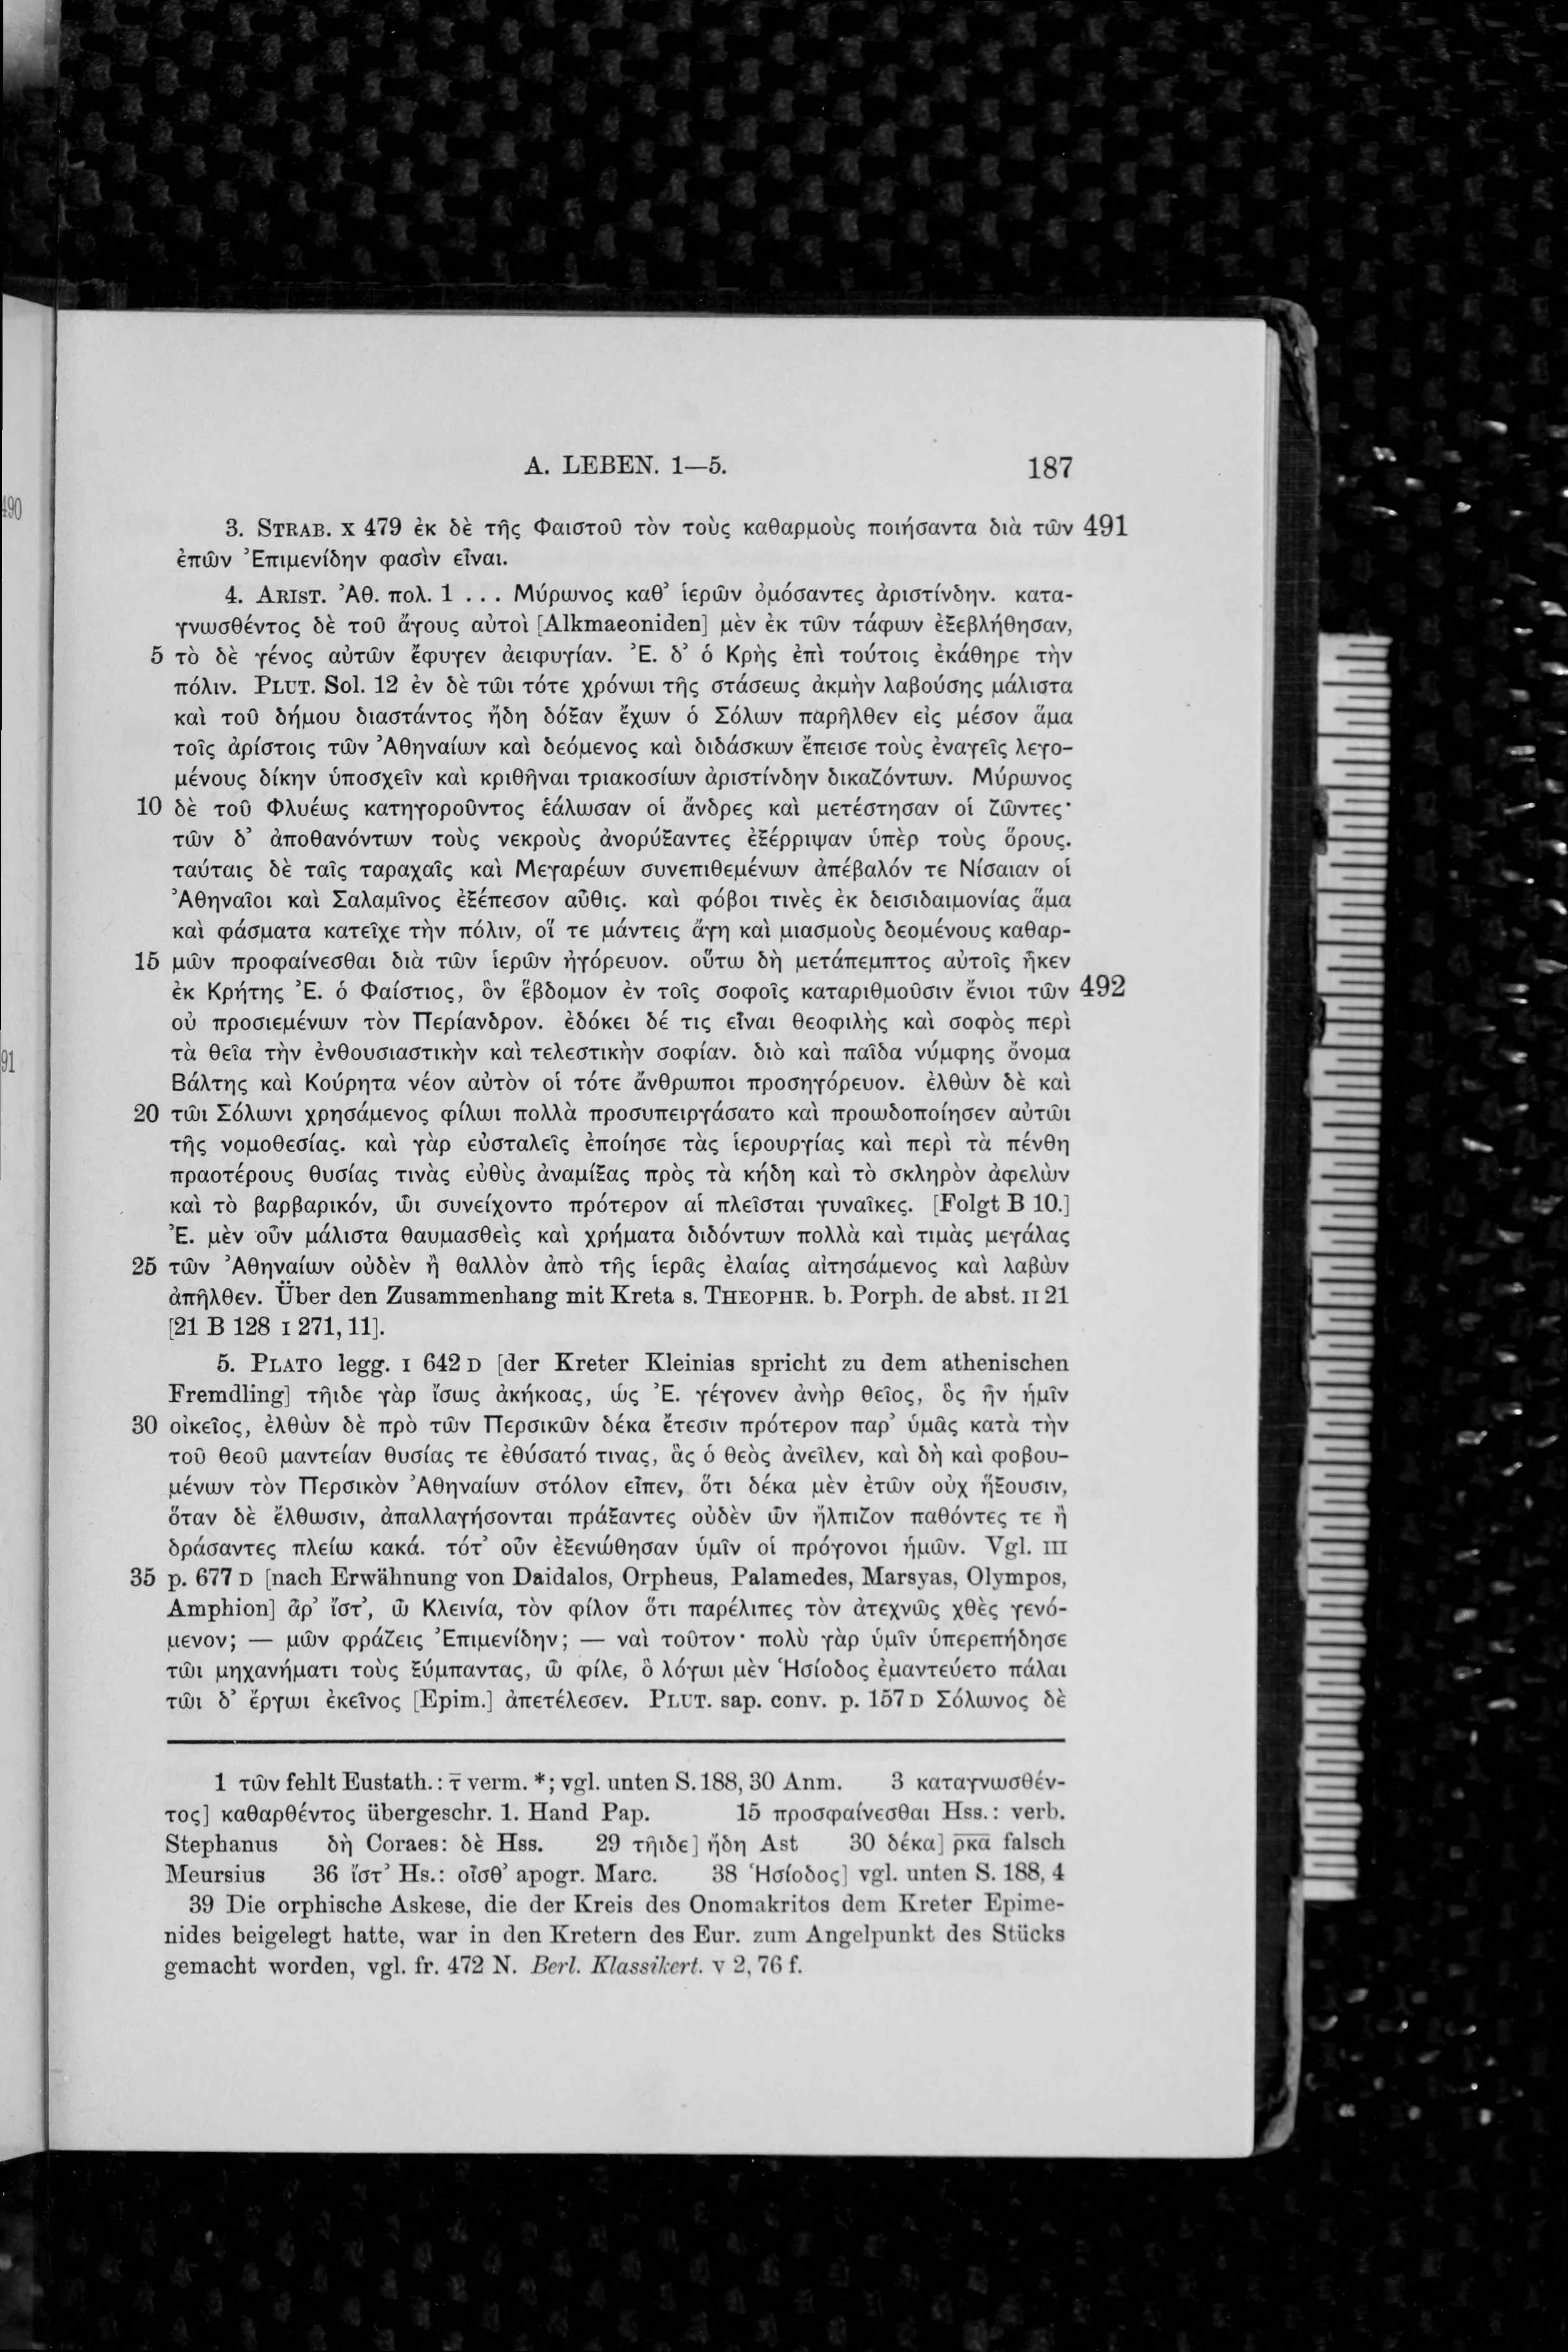 A. LEBEN. 1—5. 187
3. STRAB. X 479 ἐκ δὲ τῆς Φαιστοῦ τὸν τοὺς καθαρμοὺς ποιήσαντα διὰ τῶν 491
ἐπῶν Ἐπιμενίδην φασὶν εἶναι.
4. ARIST. Ἀθ. πολ. 1 . . . Μύρωνος καθ᾽ ἱερῶν ὀμόσαντες ἀριστίνδην. κατα-
γνωσθέντος δὲ τοῦ ἄγους αὐτοὶ [Alkmaeoniden] μὲν ἐκ τῶν τάφων ἐξεβλήθησαν,
5 τὸ δὲ γένος αὐτῶν ἔφυγεν ἀειφυγίαν. Ἐ. δ᾽ ὁ Κρὴς ἐπὶ τούτοις ἐκάθηρε τὴν
πόλιν. PLUT. Sol. 12 ἐν δὲ τῶι τότε χρόνωι τῆς στάσεως ἀκμὴν λαβούσης μάλιστα
καὶ τοῦ δήμου διαστάντος ἤδη δόξαν ἔχων ὁ Σόλων παρῆλθεν εἰς μέσον ἅμα
τοῖς ἀρίστοις τῶν Ἀθηναίων καὶ δεόμενος καὶ διδάσκων ἔπεισε τοὺς ἐναγεῖς λεγο-
μένους δίκην ὑποσχεῖν καὶ κριθῆναι τριακοσίων ἀριστίνδην δικαζόντων. Μύρωνος
10 δὲ τοῦ Φλυέως κατηγοροῦντος ἑάλωσαν οἱ ἄνδρες καὶ μετέστησαν οἱ ζῶντες·
τῶν δ᾽ ἀποθανόντων τοὺς νεκροὺς ἀνορύξαντες ἐξέρριψαν ὑπὲρ τοὺς ὅρους.
ταύταις δὲ ταῖς ταραχαῖς καὶ Μεγαρέων συνεπιθεμένων ἀπέβαλόν τε Νίσαιαν οἱ
Ἀθηναῖοι καὶ Σαλαμῖνος ἐξέπεσον αὖθις. καὶ φόβοι τινὲς ἐκ δεισιδαιμονίας ἅμα
καὶ φάσματα κατεῖχε τὴν πόλιν, οἵ τε μάντεις ἄγη καὶ μιασμοὺς δεομένους καθαρ-
15 μῶν προφαίνεσθαι διὰ τῶν ἱερῶν ἠγόρευον. οὕτω δὴ μετάπεμπτος αὐτοῖς ἧκεν
ἐκ Κρήτης Ἐ. ὁ Φαίστιος, ὃν ἕβδομον ἐν τοῖς σοφοῖς καταριθμοῦσιν ἔνιοι τῶν 492
οὐ προσιεμένων τὸν Περίανδρον. ἐδόκει δέ τις εἶναι θεοφιλὴς καὶ σοφὸς περὶ
τὰ θεῖα τὴν ἐνθουσιαστικὴν καὶ τελεστικὴν σοφίαν. διὸ καὶ παῖδα νύμφης ὄνομα
Βάλτης καὶ Κούρητα νέον αὐτὸν οἱ τότε ἄνθρωποι προσηγόρευον. ἐλθὼν δὲ καὶ
20 τῶι Σόλωνι χρησάμενος φίλωι πολλὰ προσυπειργάσατο καὶ προωδοποίησεν αὐτῶι
τῆς νομοθεσίας. καὶ γὰρ εὐσταλεῖς ἐποίησε τὰς ἱερουργίας καὶ περὶ τὰ πένθη
πραοτέρους θυσίας τινὰς εὐθὺς ἀναμίξας πρὸς τὰ κήδη καὶ τὸ σκληρὸν ἀφελὼν
καὶ τὸ βαρβαρικόν, ὧι συνείχοντο πρότερον αἱ πλεῖσται γυναῖκες. [Folgt B 10.]
Ἐ. μὲν οὖν μάλιστα θαυμασθεὶς καὶ χρήματα διδόντων πολλὰ καὶ τιμὰς μεγάλας
25 τῶν Ἀθηναίων οὐδὲν ἢ θαλλὸν ἀπὸ τῆς ἱερᾶς ἐλαίας αἰτησάμενος καὶ λαβὼν
ἀπῆλθεν. Über den Zusammenhang mit Kreta s. THEOPHR. b. Porph. de abst. II 21
[21 B 128 I 271, 11].
5. PLATO legg. I 642 D [der Kreter Kleinias spricht zu dem athenischen
Fremdling] τῆιδε γὰρ ἴσως ἀκήκοας, ὡς Ἐ. γέγονεν ἀνὴρ θεῖος, ὃς ἦν ἡμῖν
30 οἰκεῖος, ἐλθὼν δὲ πρὸ τῶν Περσικῶν δέκα ἔτεσιν πρότερον παρ᾽ ὑμᾶς κατὰ τὴν
τοῦ θεοῦ μαντείαν θυσίας τε ἐθύσατό τινας, ἃς ὁ θεὸς ἀνεῖλεν, καὶ δὴ καὶ φοβου-
μένων τὸν Περσικὸν Ἀθηναίων στόλον εἶπεν, ὅτι δέκα μὲν ἐτῶν οὐχ ἥξουσιν,
ὅταν δὲ ἔλθωσιν, ἀπαλλαγήσονται πράξαντες οὐδὲν ὧν ἤλπιζον παθόντες τε ἢ
δράσαντες πλείω κακά. τότ᾽ οὖν ἐξενώθησαν ὑμῖν οἱ πρόγονοι ἡμῶν. Vgl. III
35 p. 677 D [nach Erwähnung von Daidalos, Orpheus, Palamedes, Marsyas, Olympos,
Amphion] ἆρ᾽ ἴστ᾽, ὦ Κλεινία, τὸν φίλον ὅτι παρέλιπες τὸν ἀτεχνῶς χθὲς γενό-
μενον; — μῶν φράζεις Ἐπιμενίδην; — ναὶ τοῦτον· πολὺ γὰρ ὑμῖν ὑπερεπήδησε
τῶι μηχανήματι τοὺς ξύμπαντας, ὦ φίλε, ὃ λόγωι μὲν Ἡσίοδος ἐμαντεύετο πάλαι
τῶι δ᾽ ἔργωι ἐκεῖνος [Epim.] ἀπετέλεσεν. PLUT. sap. conv. p. 157 D Σόλωνος δὲ
1 τῶν fehlt Eustath.: τ̅ verm. *; vgl. unten S. 188, 30 Anm. 3 καταγνωσθέν-
τος] καθαρθέντος übergeschr. 1. Hand Pap. 15 προσφαίνεσθαι Hss.: verb.
Stephanus δὴ Coraes: δὲ Hss. 29 τῆιδε] ἤδη Ast 30 δέκα] ρ̅κ̅α̅ falsch
Meursius 36 ἴστ᾽ Hs.: οἶσθ᾽ apogr. Marc. 38 Ἡσίοδος] vgl. unten S. 188, 4
39 Die orphische Askese, die der Kreis des Onomakritos dem Kreter Epime-
nides beigelegt hatte, war in den Kretern des Eur. zum Angelpunkt des Stücks
gemacht worden, vgl. fr. 472 N. Berl. Klassikert. V 2, 76 f.
490
91